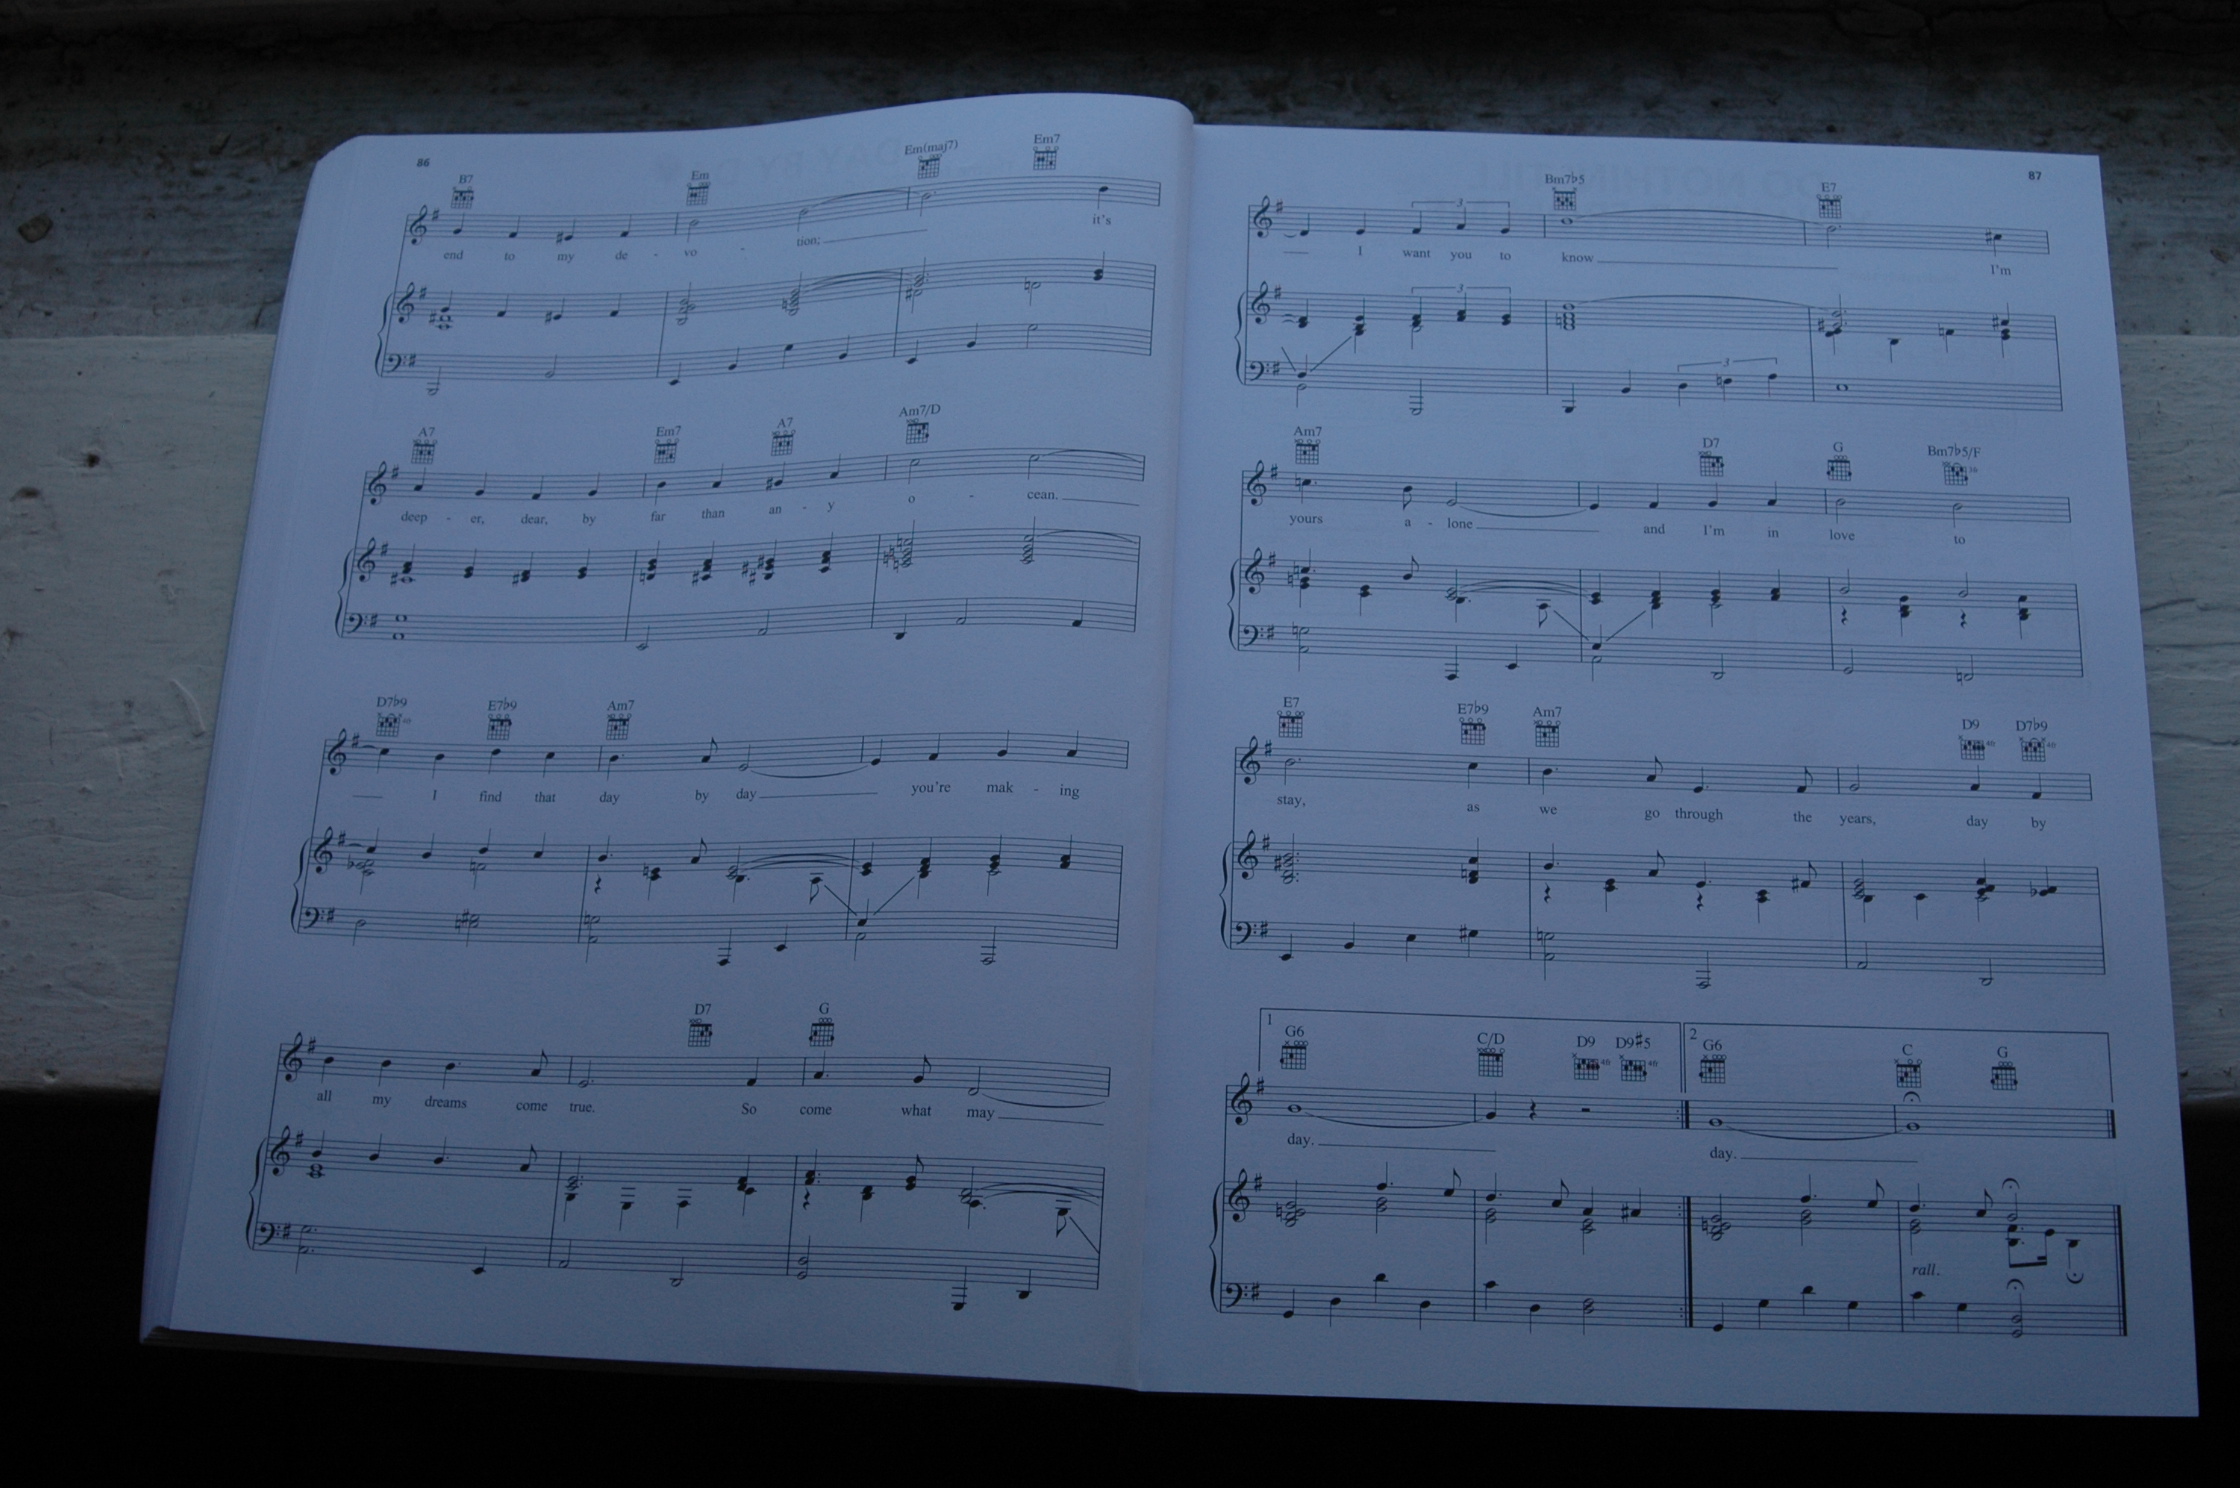 86
B7 Em Em(maj7) Em7
end to my de - vo - tion; it's
A7 Em7 A7 Am7/D
deep - er, dear, by far than an - y o - cean.
D7♭9 E7♭9 Am7
I find that day by day you're mak - ing
D7 G
all my dreams come true. So come what may
87
Bm7♭5 E7
3 3
I want you to know I'm
3
3
Am7 D7 G Bm7♭5/F
yours a - lone and I'm in love to
E7 E7♭9 Am7 D9 D7♭9
stay, as we go through the years, day by
1 2
G6 C/D D9 D9♯5 G6 C G
day. day.
rall.